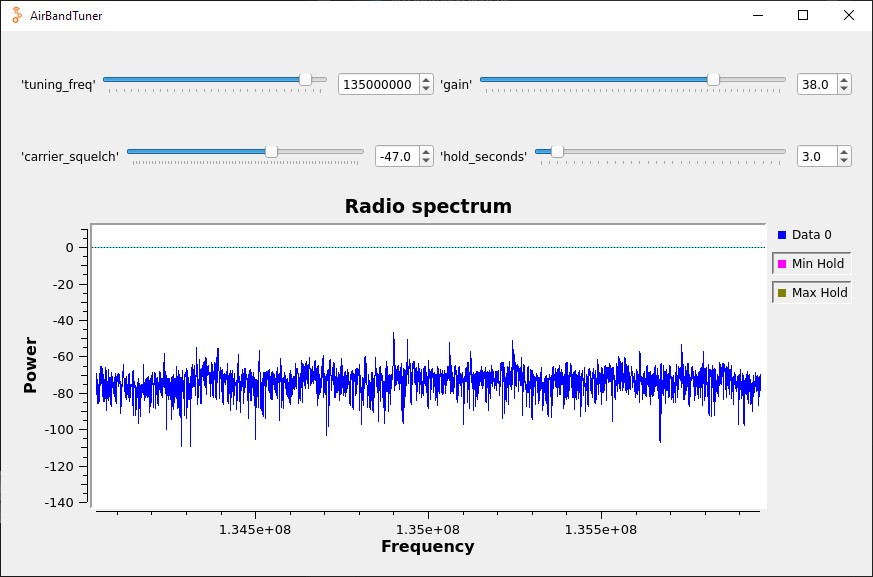 AirBandTuner
'tuning_freq' 135000000 'gain' 38.0
'carrier_squelch' -47.0 'hold_seconds' 3.0
Radio spectrum
Data 0
Min Hold
Max Hold
Power
0
-20
-40
-60
-80
-100
-120
-140
1.345e+08 1.35e+08 1.355e+08
Frequency